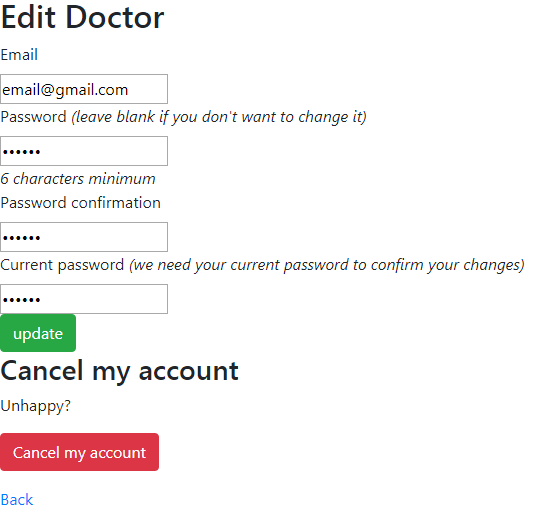 Edit Doctor
Email
email@gmail.com
Password (leave blank if you don't want to change it)
••••••
6 characters minimum
Password confirmation
••••••
Current password (we need your current password to confirm your changes)
••••••
update
Cancel my account
Unhappy?
Cancel my account
Back